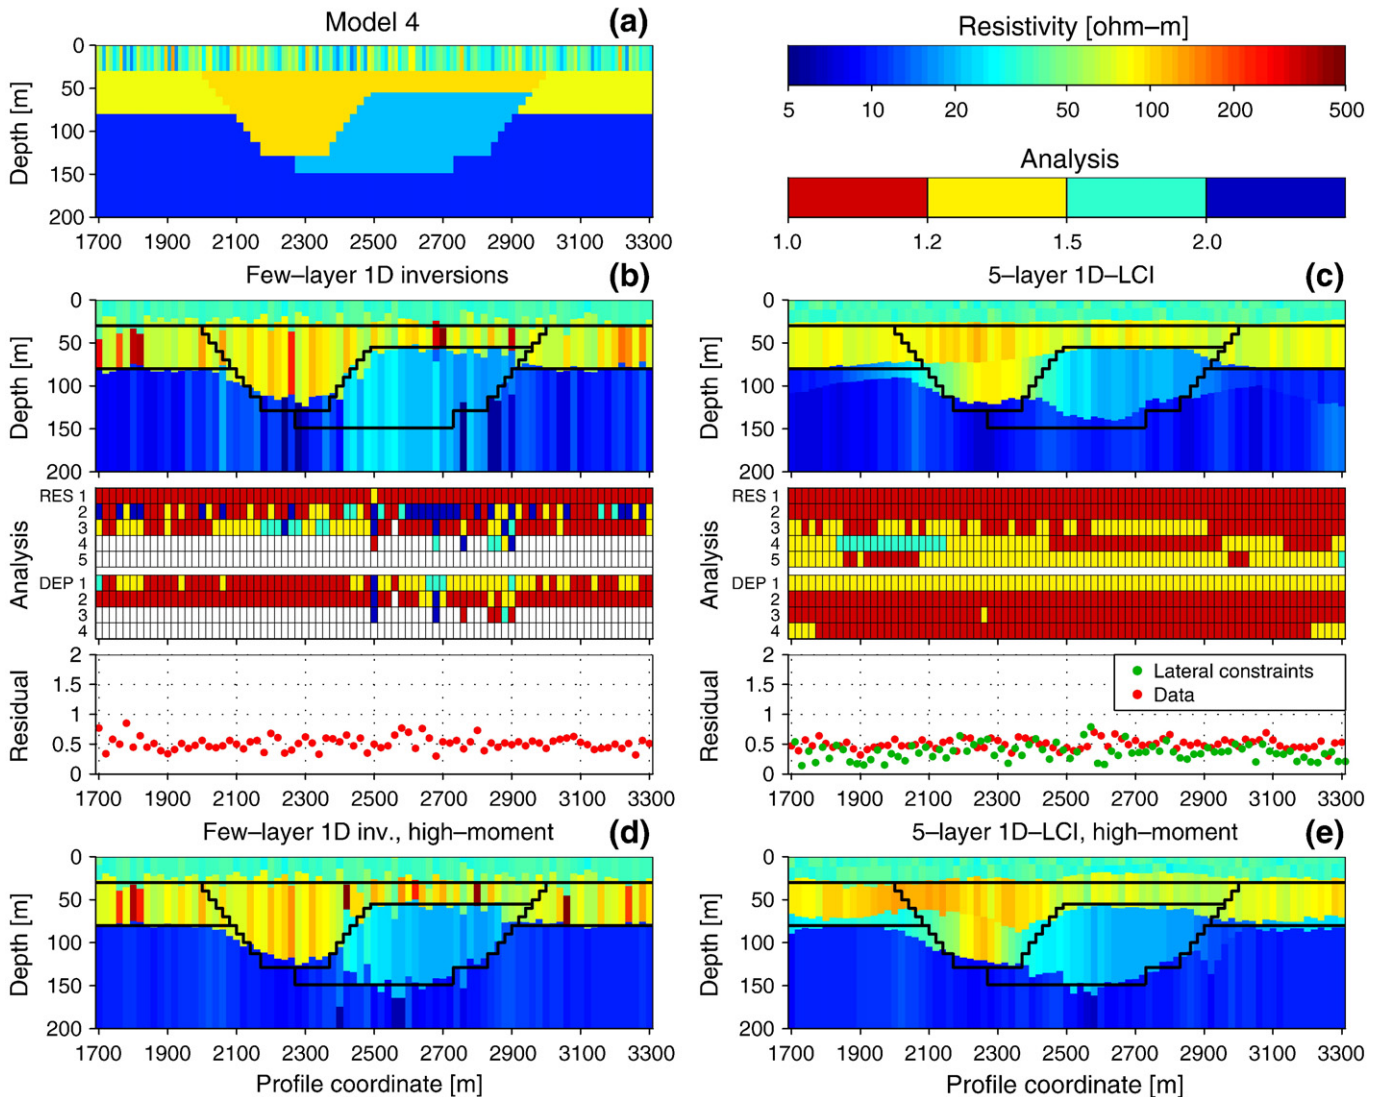 Model 4
(a)
Depth [m]
0
50
100
150
200
1700 1900 2100 2300 2500 2700 2900 3100 3300
Resistivity [ohm–m]
5 10 20 50 100 200 500
Analysis
1.0 1.2 1.5 2.0
Few–layer 1D inversions
(b)
Depth [m]
0
50
100
150
200
Analysis
RES 1
2
3
4
5
DEP 1
2
3
4
Residual
2
1.5
1
0.5
0
1700 1900 2100 2300 2500 2700 2900 3100 3300
5–layer 1D–LCI
(c)
Depth [m]
0
50
100
150
200
Analysis
RES 1
2
3
4
5
DEP 1
2
3
4
Residual
2
1.5
1
0.5
0
Lateral constraints
Data
1700 1900 2100 2300 2500 2700 2900 3100 3300
Few–layer 1D inv., high–moment
(d)
Depth [m]
0
50
100
150
200
1700 1900 2100 2300 2500 2700 2900 3100 3300
Profile coordinate [m]
5–layer 1D–LCI, high–moment
(e)
Depth [m]
0
50
100
150
200
1700 1900 2100 2300 2500 2700 2900 3100 3300
Profile coordinate [m]